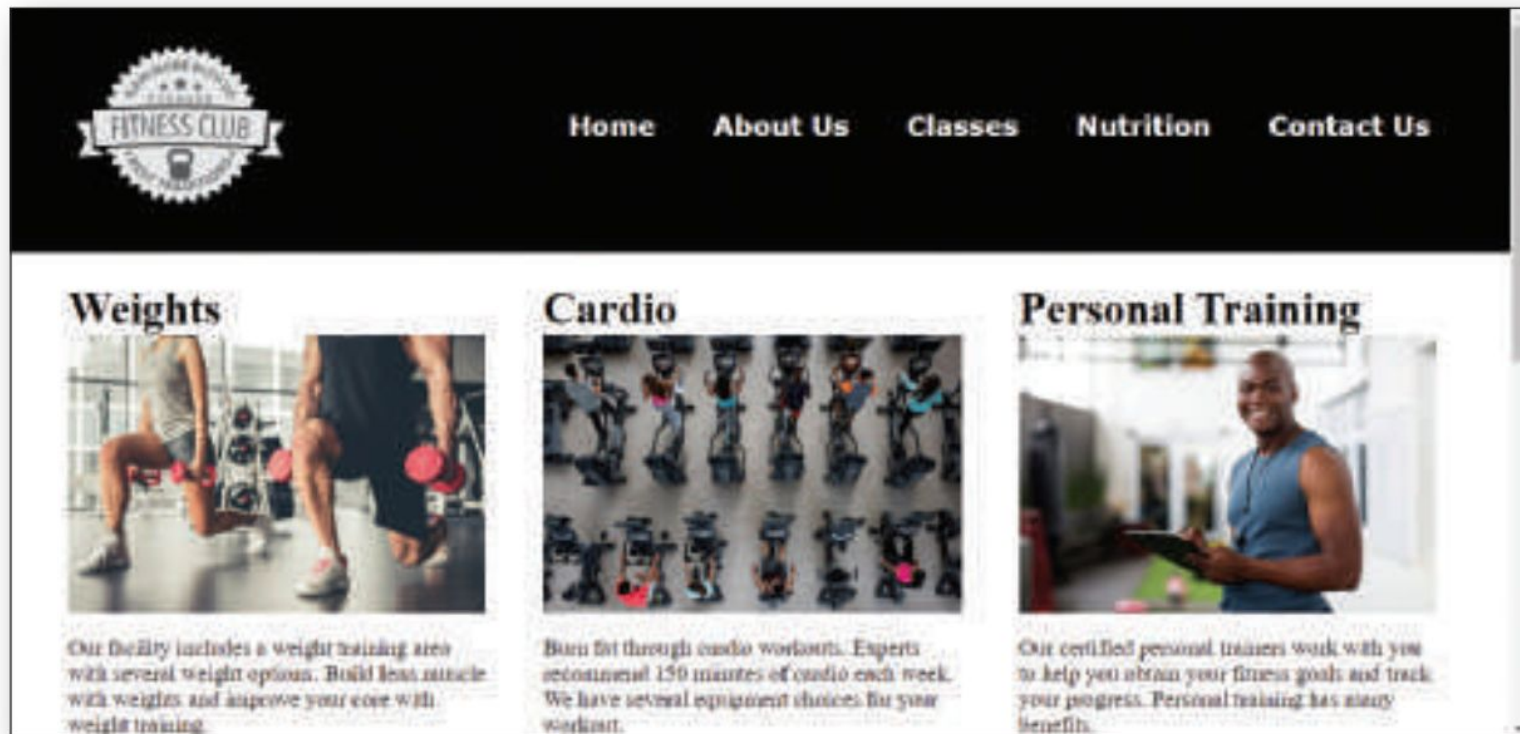 FITNESS CLUB
Home About Us Classes Nutrition Contact Us
Weights
Our facility includes a weight training area
with several weight options. Build lean muscle
with weights and improve your core with
weight training.
Cardio
Burn fat through cardio workouts. Experts
recommend 150 minutes of cardio each week.
We have several equipment choices for your
workout.
Personal Training
Our certified personal trainers work with you
to help you obtain your fitness goals and track
your progress. Personal training has many
benefits.